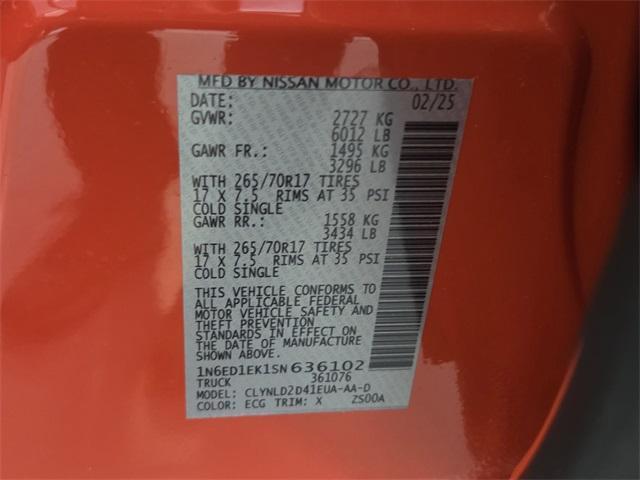 MFD BY NISSAN MOTOR CO., LTD.
DATE: 02/25
GVWR: 2727 KG
6012 LB
GAWR FR.: 1495 KG
3296 LB
WITH 265/70R17 TIRES
17 X 7.5 RIMS AT 35 PSI
COLD SINGLE
GAWR RR.: 1558 KG
3434 LB
WITH 265/70R17 TIRES
17 X 7.5 RIMS AT 35 PSI
COLD SINGLE
THIS VEHICLE CONFORMS TO
ALL APPLICABLE FEDERAL
MOTOR VEHICLE SAFETY AND
THEFT PREVENTION
STANDARDS IN EFFECT ON
THE DATE OF MFR SHOWN ABOVE.
1N6ED1EK1SN636102
TRUCK 361076
MODEL: CLYNLD2D41EUA-AA-D
COLOR: ECG TRIM: X ZS00A